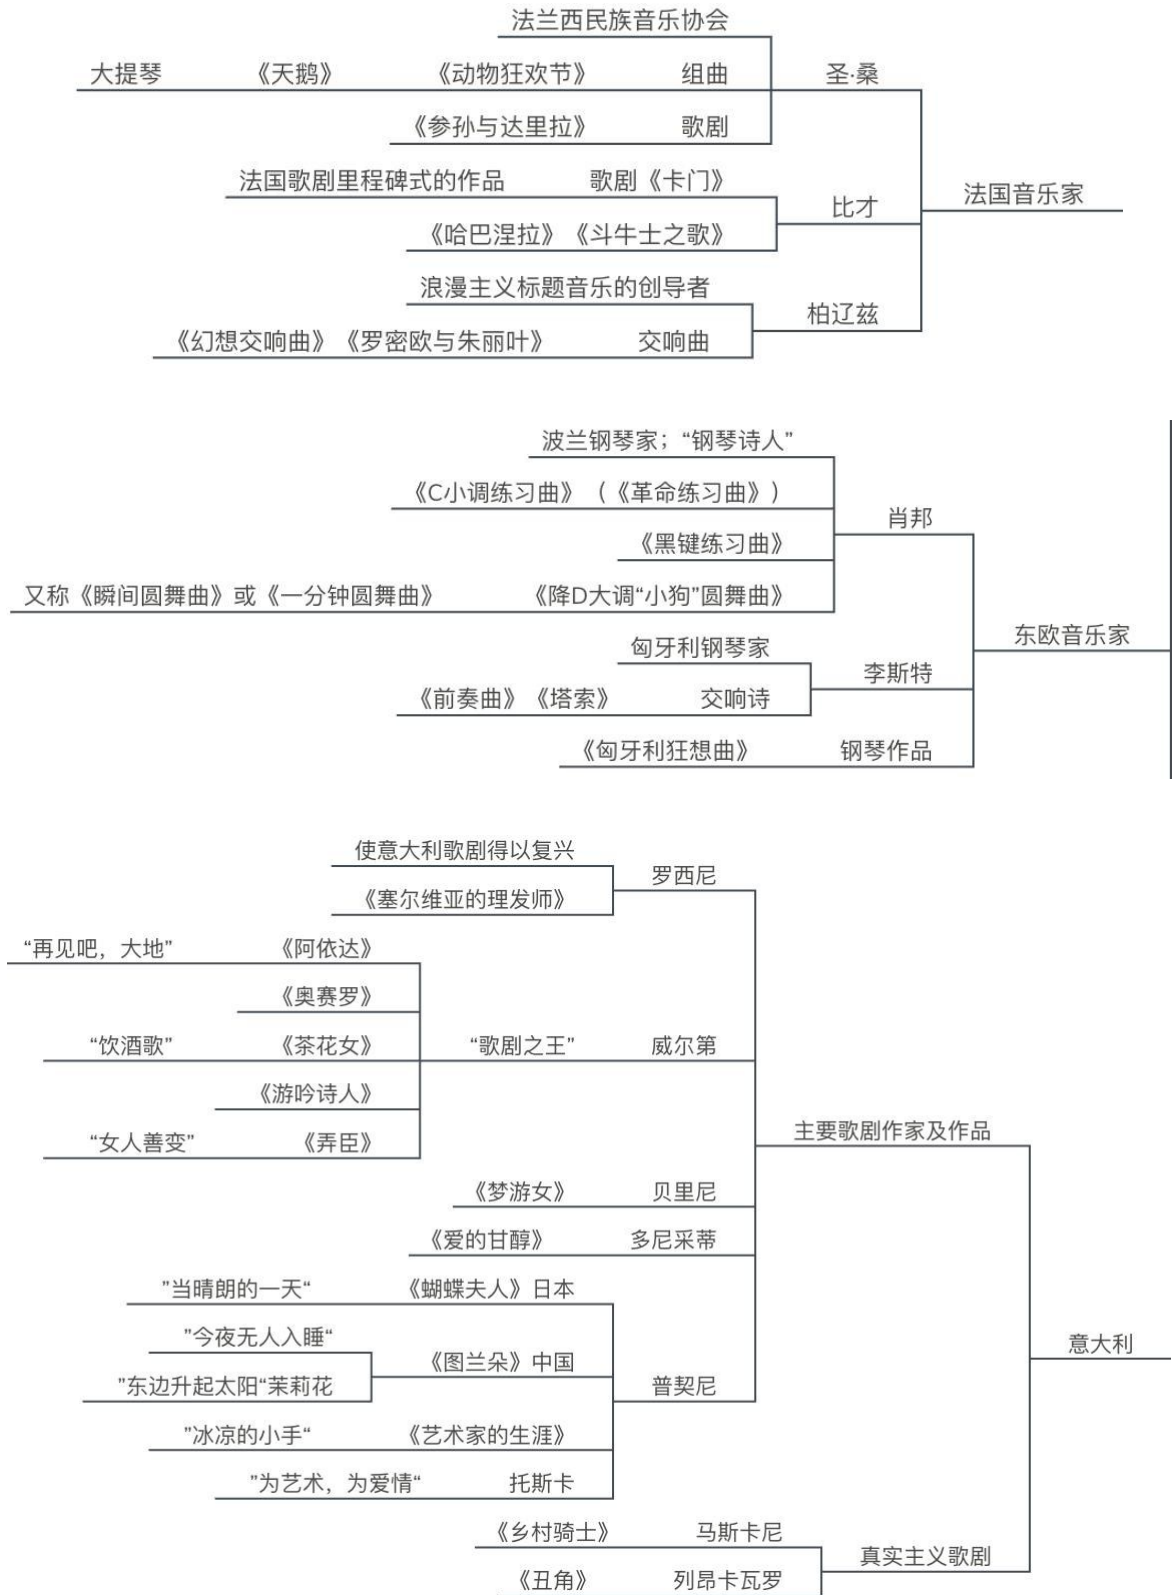 法兰西民族音乐协会
大提琴 《天鹅》 《动物狂欢节》 组曲 圣·桑
《参孙与达里拉》 歌剧
法国歌剧里程碑式的作品 歌剧《卡门》
法国音乐家
比才
《哈巴涅拉》《斗牛士之歌》
浪漫主义标题音乐的创导者
柏辽兹
《幻想交响曲》《罗密欧与朱丽叶》 交响曲
波兰钢琴家；“钢琴诗人”
《C小调练习曲》（《革命练习曲》）
肖邦
《黑键练习曲》
又称《瞬间圆舞曲》或《一分钟圆舞曲》 《降D大调“小狗”圆舞曲》
东欧音乐家
匈牙利钢琴家
李斯特
《前奏曲》《塔索》 交响诗
《匈牙利狂想曲》 钢琴作品
使意大利歌剧得以复兴
罗西尼
《塞尔维亚的理发师》
“再见吧，大地” 《阿依达》
《奥赛罗》
“饮酒歌” 《茶花女》 “歌剧之王” 威尔第
《游吟诗人》
“女人善变” 《弄臣》
主要歌剧作家及作品
《梦游女》 贝里尼
《爱的甘醇》 多尼采蒂
”当晴朗的一天“ 《蝴蝶夫人》日本
”今夜无人入睡“
意大利
《图兰朵》中国
”东边升起太阳“茉莉花
普契尼
”冰凉的小手“ 《艺术家的生涯》
”为艺术，为爱情“ 托斯卡
《乡村骑士》 马斯卡尼
真实主义歌剧
《丑角》 列昂卡瓦罗